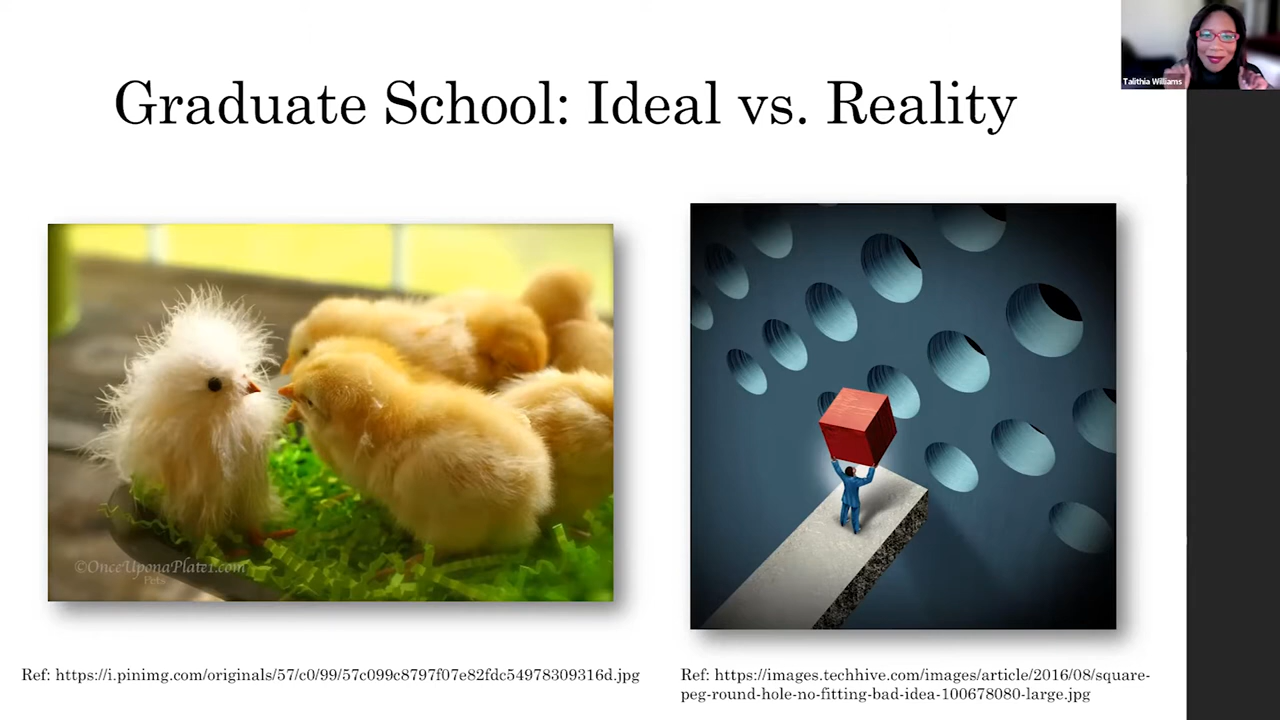 Talithia Williams
Graduate School: Ideal vs. Reality
©OnceUponaPlate1.com
Pets
Ref: https://i.pinimg.com/originals/57/c0/99/57c099c8797f07e82fdc54978309316d.jpg
Ref: https://images.techhive.com/images/article/2016/08/square-
peg-round-hole-no-fitting-bad-idea-100678080-large.jpg